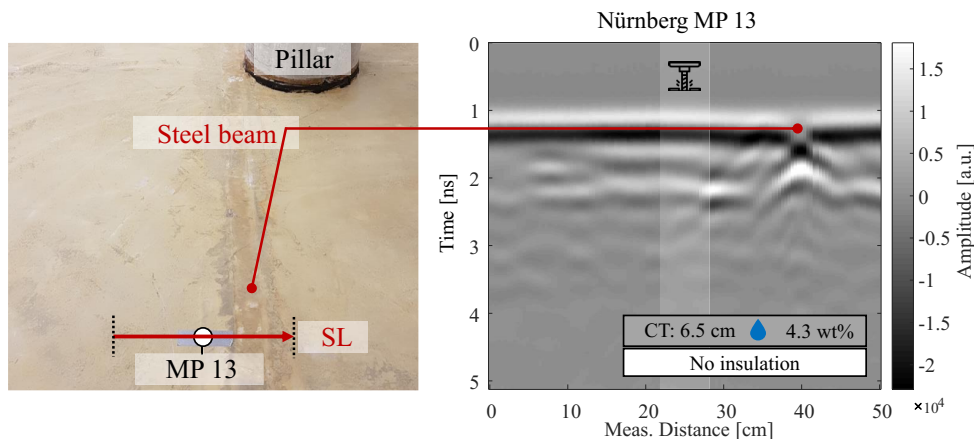 Pillar
Steel beam
SL
MP 13
Nürnberg MP 13
Time [ns]
0
1
2
3
4
5
0
10
20
30
40
50
Meas. Distance [cm]
CT: 6.5 cm 4.3 wt%
No insulation
1.5
1
0.5
0
-0.5
-1
-1.5
-2
×10⁴
Amplitude [a.u.]